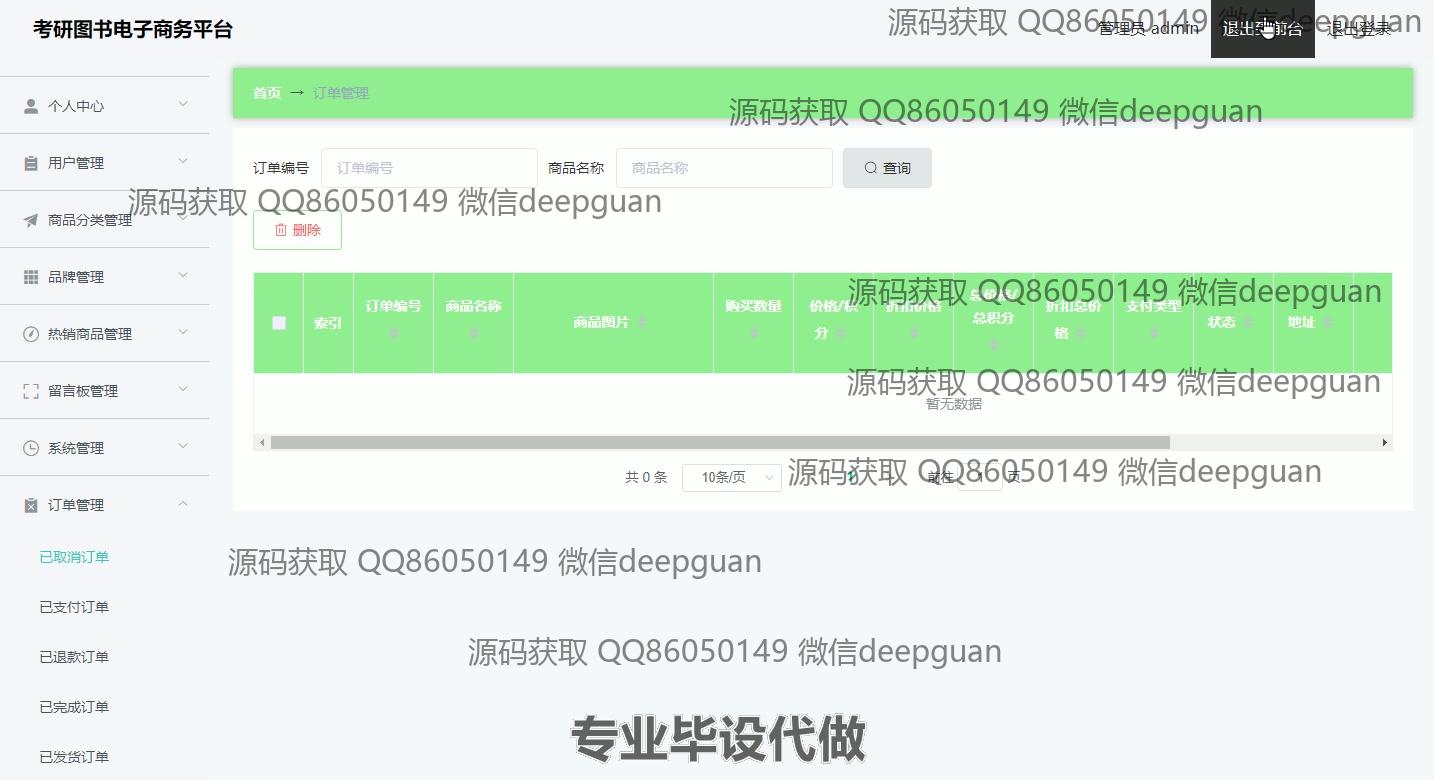 考研图书电子商务平台
管理员 admin
退出到前台
退出登录
源码获取 QQ86050149 微信deepguan
首页 → 订单管理
源码获取 QQ86050149 微信deepguan
订单编号 订单编号 商品名称 商品名称 查询
源码获取 QQ86050149 微信deepguan
删除
个人中心
用户管理
商品分类管理
品牌管理
热销商品管理
留言板管理
系统管理
订单管理
已取消订单
已支付订单
已退款订单
已完成订单
已发货订单
索引 订单编号 商品名称 商品图片 购买数量 价格/积分 折扣价格 总价格/总积分 折扣总价格 支付类型 状态 地址
源码获取 QQ86050149 微信deepguan
源码获取 QQ86050149 微信deepguan
暂无数据
共 0 条 10条/页 1 前往 1 页
源码获取 QQ86050149 微信deepguan
源码获取 QQ86050149 微信deepguan
源码获取 QQ86050149 微信deepguan
专业毕设代做